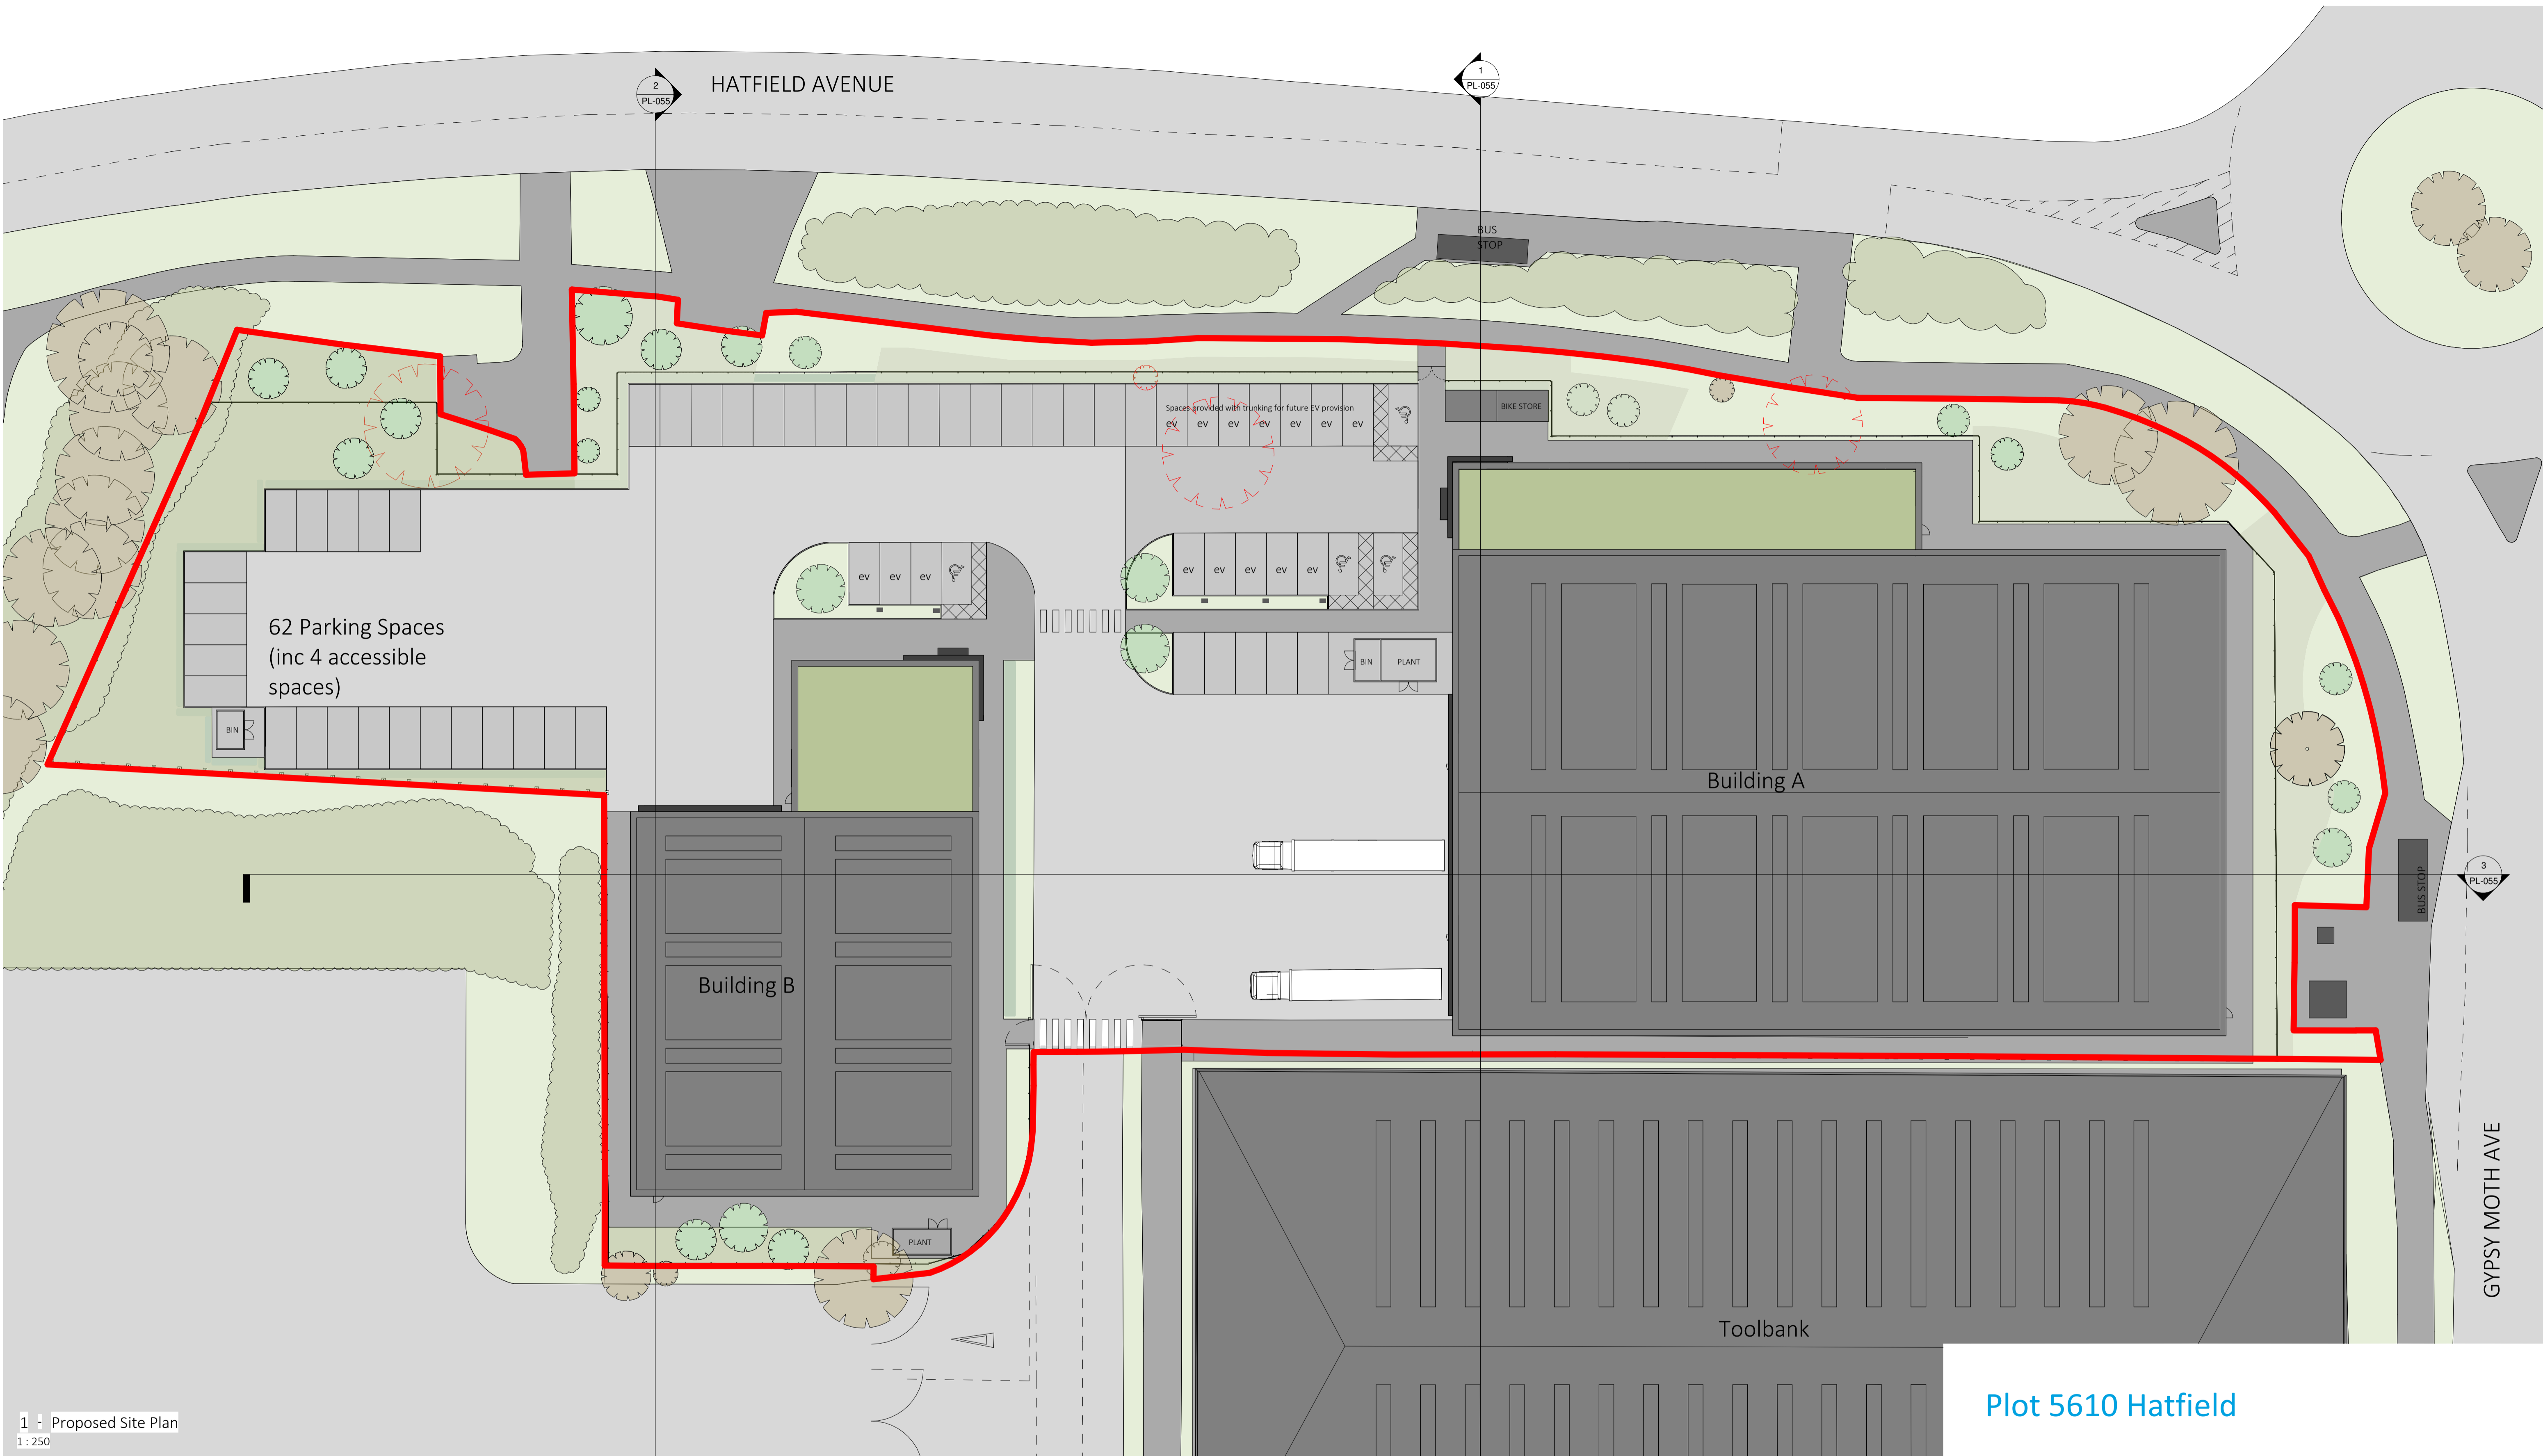 HATFIELD AVENUE
2
PL-055
1
PL-055
BUS
STOP
Spaces provided with trunking for future EV provision
ev ev ev ev ev ev ev
BIKE STORE
ev ev ev
ev ev ev ev ev
62 Parking Spaces
(inc 4 accessible
spaces)
BIN
PLANT
BIN
Building A
Building B
BUS STOP
3
PL-055
PLANT
GYPSY MOTH AVE
Toolbank
Plot 5610 Hatfield
1 - Proposed Site Plan
1 : 250